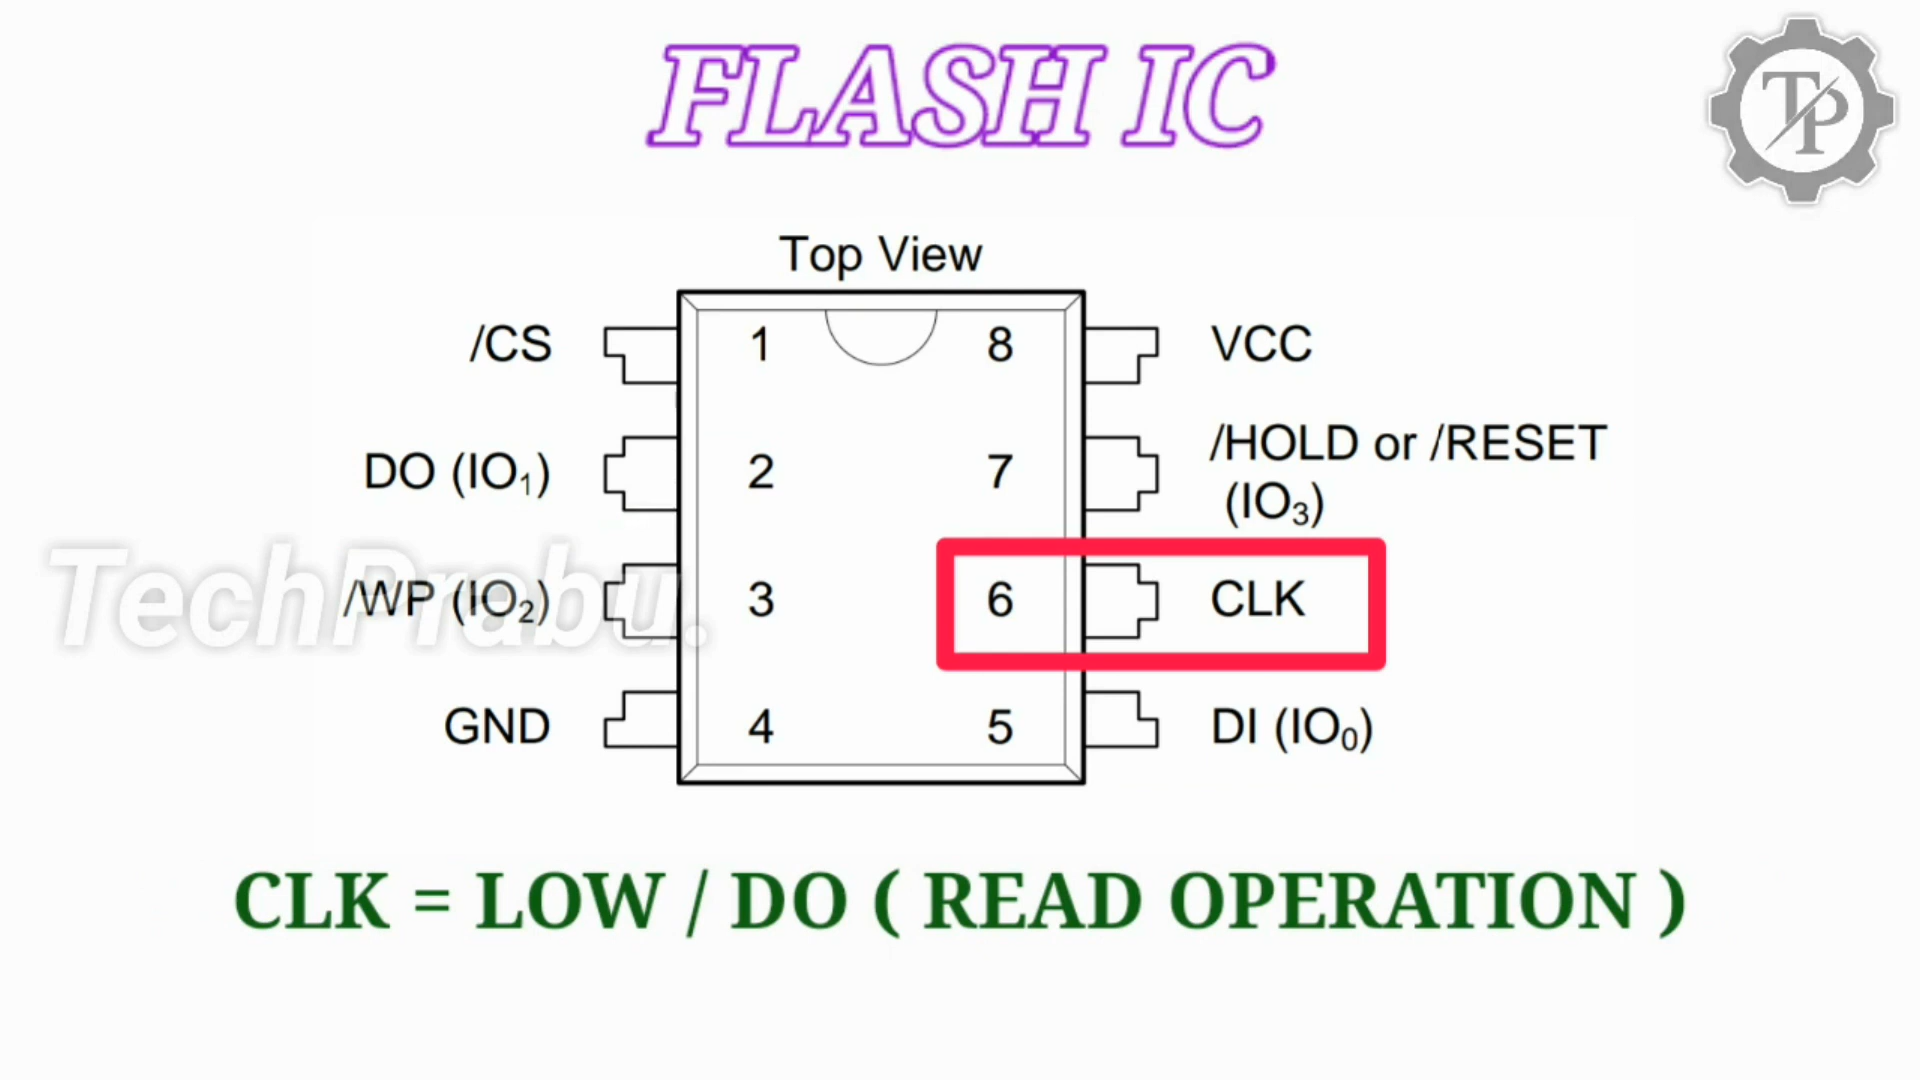 FLASH IC
TP
Top View
/CS 1 8 VCC
DO (IO₁) 2 7 /HOLD or /RESET
(IO₃)
TechPrabu.
/WP (IO₂) 3 6 CLK
GND 4 5 DI (IO₀)
CLK = LOW / DO ( READ OPERATION )